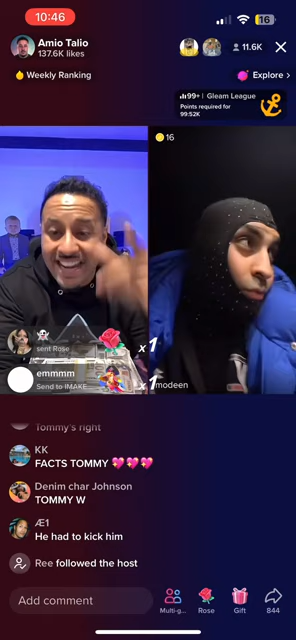 10:46
16
Amio Talio
137.6K likes
11.6K
Weekly Ranking
Explore >
99+ | Gleam League
Points required for
99:52K
16
sent Rose
x1
emmmm
Send to IMAKE
x1
modeen
Tommy's right
KK
FACTS TOMMY 💖💖💖
Denim char Johnson
TOMMY W
Æ1
He had to kick him
Ree followed the host
Add comment
Multi-g...
Rose
Gift
844